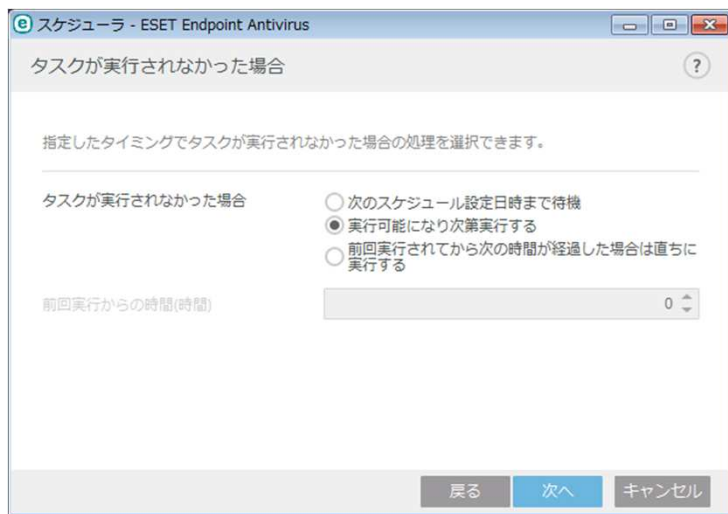 スケジューラ - ESET Endpoint Antivirus
タスクが実行されなかった場合
?
指定したタイミングでタスクが実行されなかった場合の処理を選択できます。
タスクが実行されなかった場合
次のスケジュール設定日時まで待機
実行可能になり次第実行する
前回実行されてから次の時間が経過した場合は直ちに
実行する
前回実行からの時間(時間)
0
戻る
次へ
キャンセル